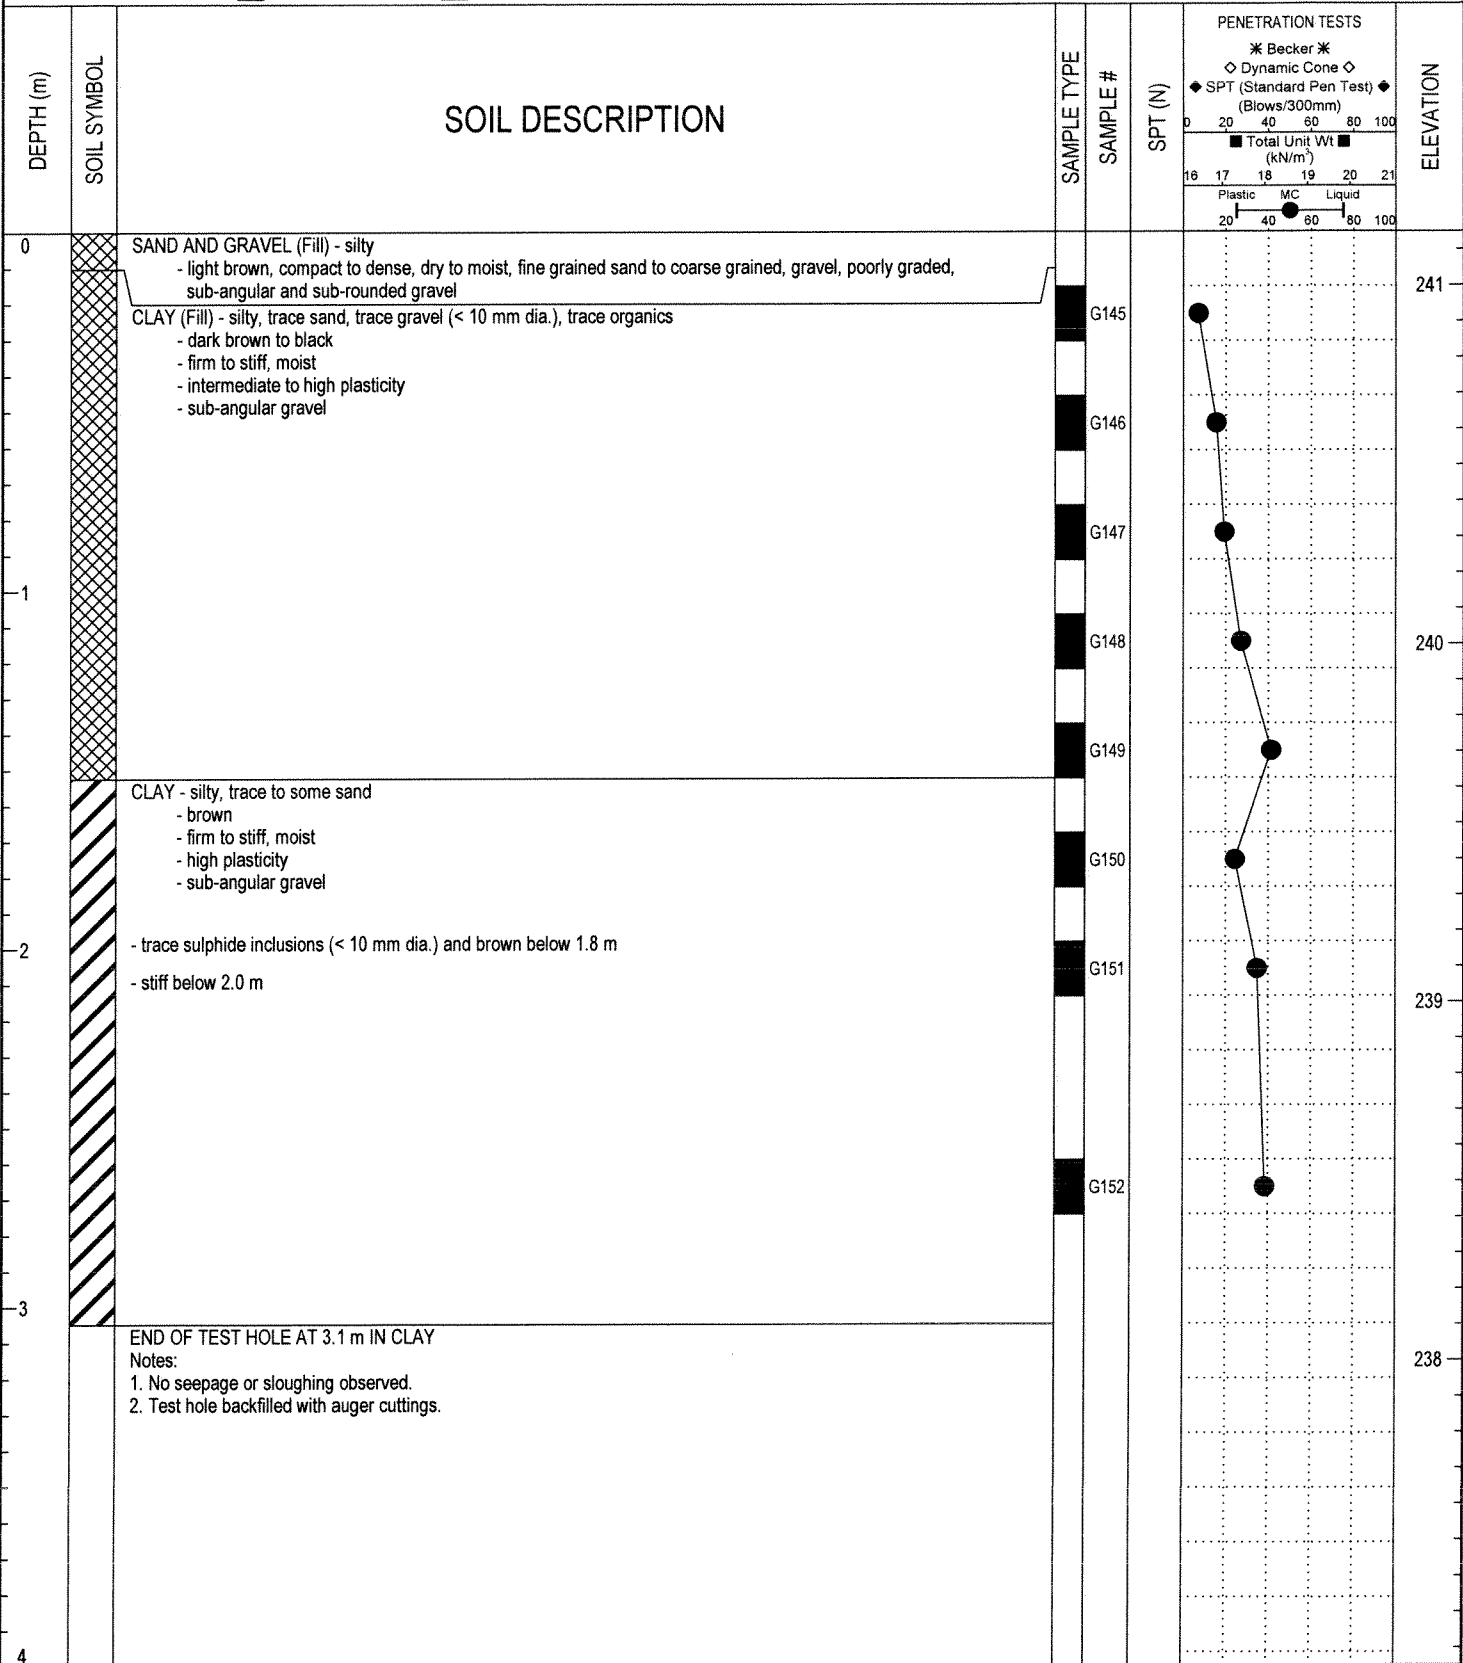 DEPTH (m)
SOIL SYMBOL
SOIL DESCRIPTION
SAMPLE TYPE
SAMPLE #
SPT (N)
PENETRATION TESTS
Becker
Dynamic Cone
SPT (Standard Pen Test)
(Blows/300mm)
0 20 40 60 80 100
Total Unit Wt
(kN/m³)
16 17 18 19 20 21
Plastic MC Liquid
20 40 60 80 100
ELEVATION
0
SAND AND GRAVEL (Fill) - silty
- light brown, compact to dense, dry to moist, fine grained sand to coarse grained, gravel, poorly graded,
sub-angular and sub-rounded gravel
241
G145
CLAY (Fill) - silty, trace sand, trace gravel (< 10 mm dia.), trace organics
- dark brown to black
- firm to stiff, moist
- intermediate to high plasticity
- sub-angular gravel
G146
G147
1
G148
240
G149
CLAY - silty, trace to some sand
- brown
- firm to stiff, moist
- high plasticity
G150
- sub-angular gravel
2
- trace sulphide inclusions (< 10 mm dia.) and brown below 1.8 m
G151
- stiff below 2.0 m
239
G152
3
END OF TEST HOLE AT 3.1 m IN CLAY
238
Notes:
1. No seepage or sloughing observed.
2. Test hole backfilled with auger cuttings.
4